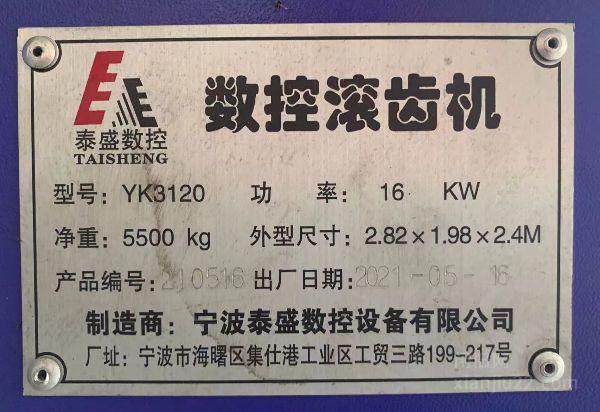 数控滚齿机
泰盛数控
TAISHENG
型号: YK3120 功 率: 16 KW
净重: 5500 kg 外型尺寸: 2.82×1.98×2.4M
产品编号: 210516 出厂日期: 2021-05-16
制造商: 宁波泰盛数控设备有限公司
厂址: 宁波市海曙区集仕港工业区工贸三路199-217号